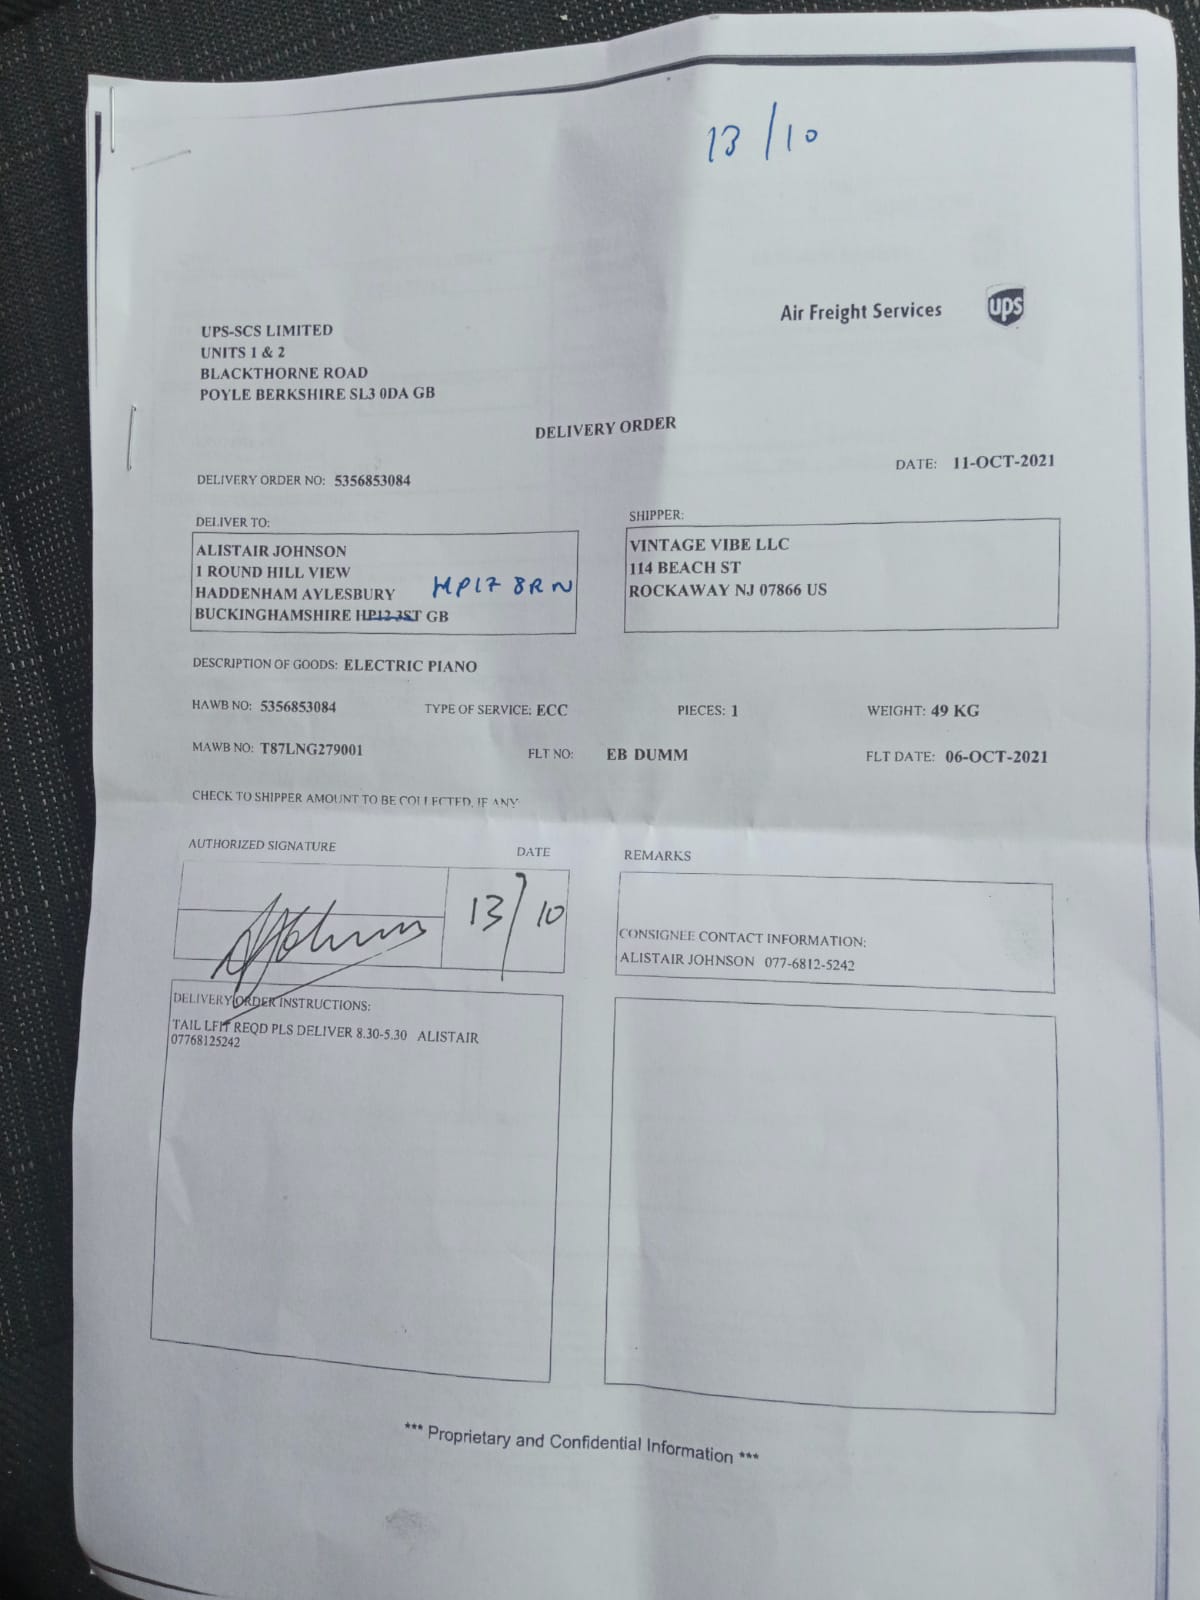 13/10
Air Freight Services ups
UPS-SCS LIMITED
UNITS 1 & 2
BLACKTHORNE ROAD
POYLE BERKSHIRE SL3 0DA GB
DELIVERY ORDER
DATE: 11-OCT-2021
DELIVERY ORDER NO: 5356853084
DELIVER TO:
ALISTAIR JOHNSON
1 ROUND HILL VIEW
HADDENHAM AYLESBURY HP17 8RN
BUCKINGHAMSHIRE HP12 3ST GB
SHIPPER:
VINTAGE VIBE LLC
114 BEACH ST
ROCKAWAY NJ 07866 US
DESCRIPTION OF GOODS: ELECTRIC PIANO
HAWB NO: 5356853084 TYPE OF SERVICE: ECC PIECES: 1 WEIGHT: 49 KG
MAWB NO: T87LNG279001 FLT NO: EB DUMM FLT DATE: 06-OCT-2021
CHECK TO SHIPPER AMOUNT TO BE COLLECTED, IF ANY
AUTHORIZED SIGNATURE DATE
AJohnson 13/10
REMARKS
CONSIGNEE CONTACT INFORMATION:
ALISTAIR JOHNSON 077-6812-5242
DELIVERY ORDER INSTRUCTIONS:
TAIL LFIT REQD PLS DELIVER 8.30-5.30 ALISTAIR
07768125242
*** Proprietary and Confidential Information ***